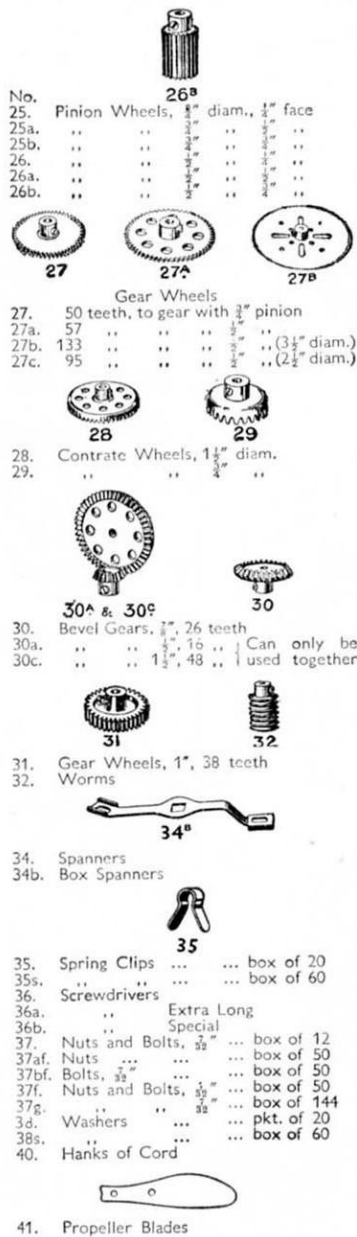 26B
No.
25. Pinion Wheels, ¾" diam., ¼" face
25a. ,, ,, ¾" ,, ,,
25b. ,, ,, ¾" ,, ,,
26. ,, ,, ½" ,, ,,
26a. ,, ,, ½" ,, ,,
26b. ,, ,, ½" ,, ¾" ,,
27 27A 27B
Gear Wheels
27. 50 teeth, to gear with ¾" pinion
27a. 57 ,, ,, ,, ½" ,,
27b. 133 ,, ,, ,, ½" ,, (3½" diam.)
27c. 95 ,, ,, ,, ½" ,, (2½" diam.)
28 29
28. Contrate Wheels, 1½" diam.
29. ,, ,, ¾" ,,
30A & 30C 30
30. Bevel Gears, ⅞", 26 teeth
30a. ,, ,, ½", 16 ,, Can only be
30c. ,, ,, 1½", 48 ,, used together
31 32
31. Gear Wheels, 1", 38 teeth
32. Worms
34B
34. Spanners
34b. Box Spanners
35
35. Spring Clips ... ... box of 20
35s. ,, ,, ... ... box of 60
36. Screwdrivers
36a. ,, Extra Long
36b. ,, Special
37. Nuts and Bolts, 7/32" ... box of 12
37af. Nuts ... ... ... box of 50
37bf. Bolts, 7/32" ... ... box of 50
37f. Nuts and Bolts, ... box of 50
37g. ,, ,, 7/32" ... box of 144
3d. Washers ... ... pkt. of 20
38s. ,, ... ... box of 60
40. Hanks of Cord
41. Propeller Blades